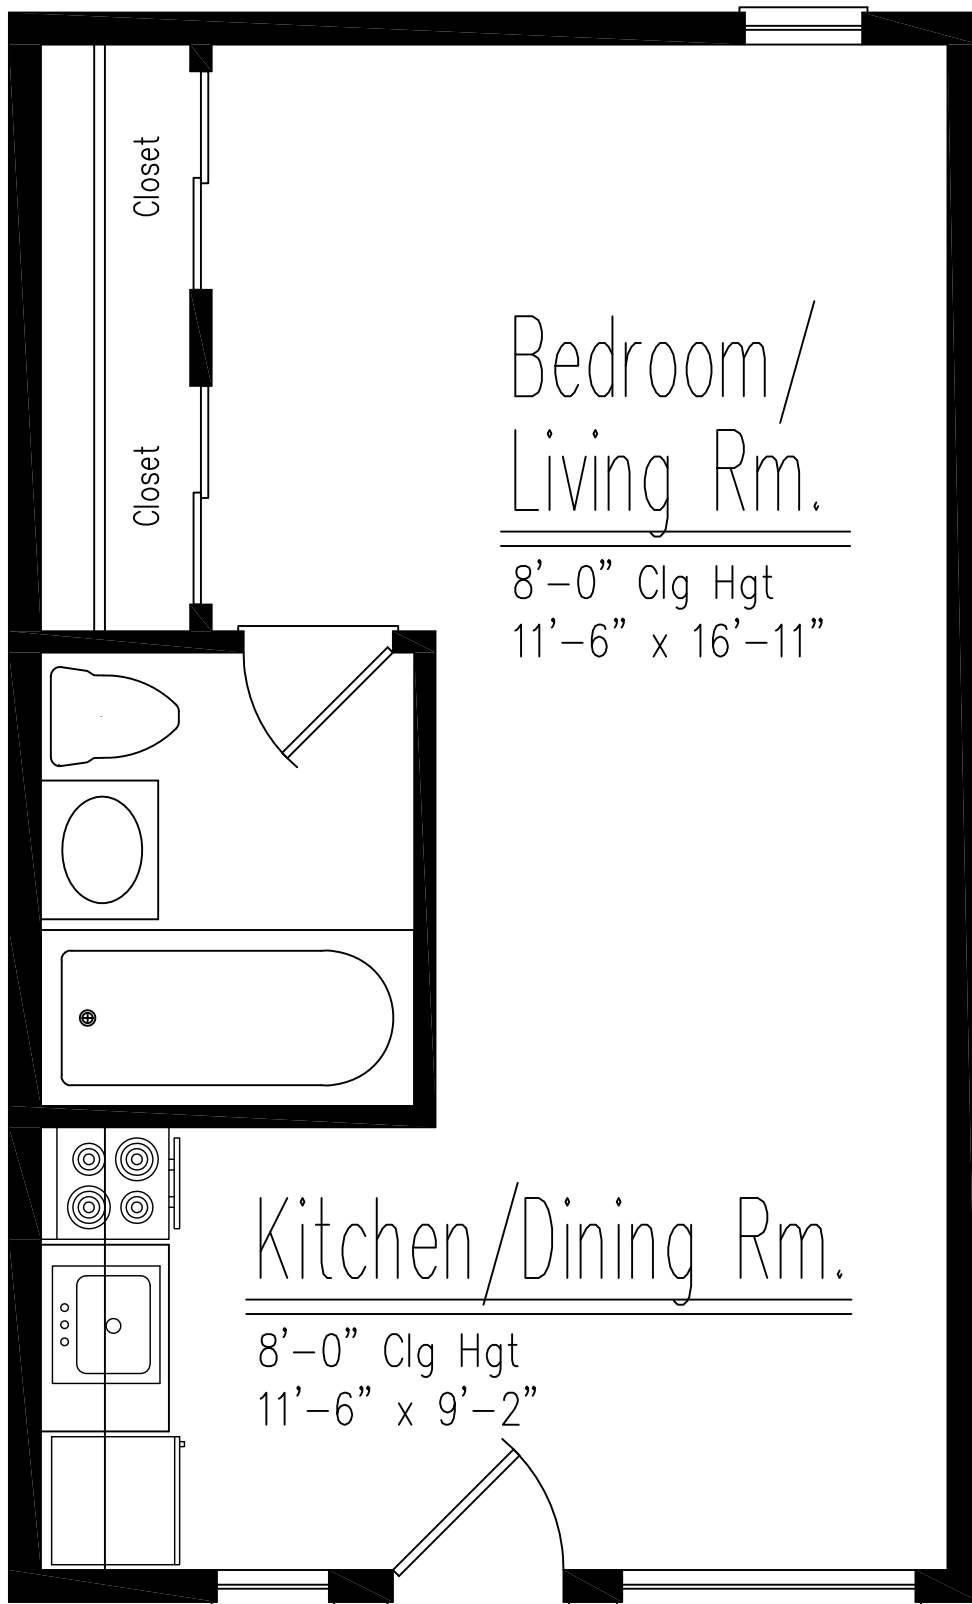 Closet
Closet
Bedroom/
Living Rm.
8'-0" Clg Hgt
11'-6" x 16'-11"
Kitchen/Dining Rm.
8'-0" Clg Hgt
11'-6" x 9'-2"